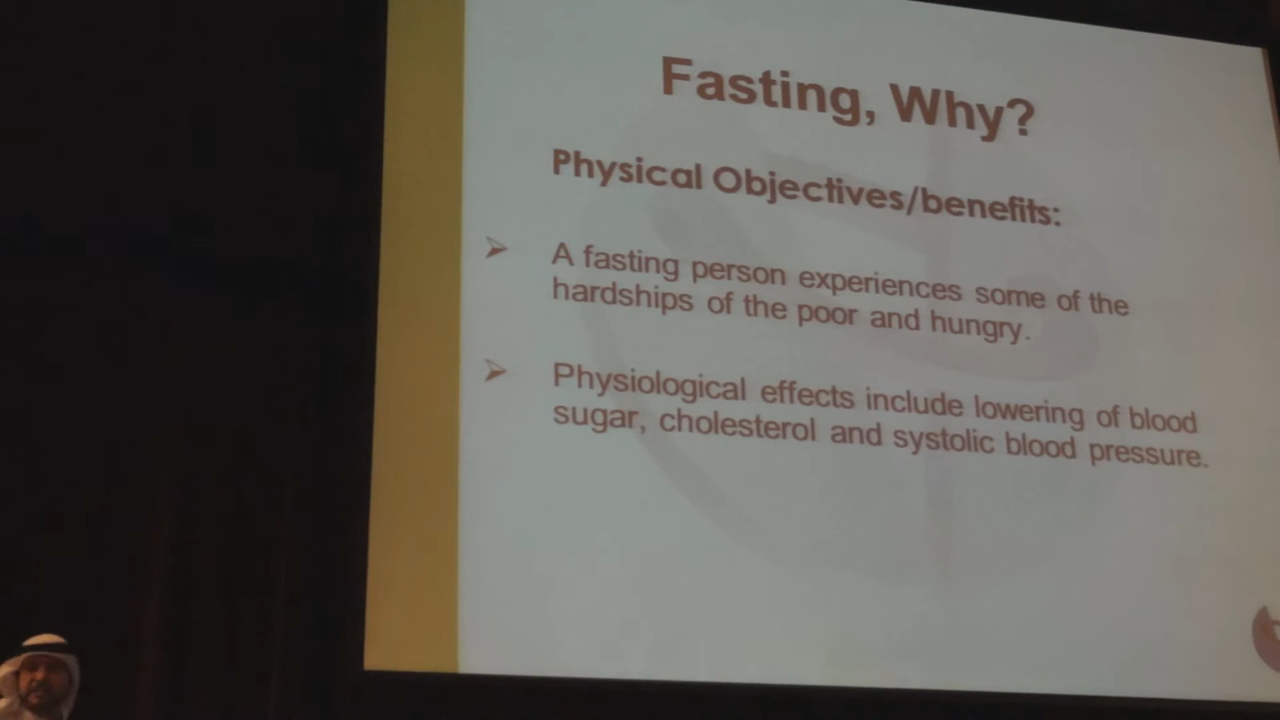 Fasting, Why?
Physical Objectives/benefits:
A fasting person experiences some of the
hardships of the poor and hungry.
Physiological effects include lowering of blood
sugar, cholesterol and systolic blood pressure.